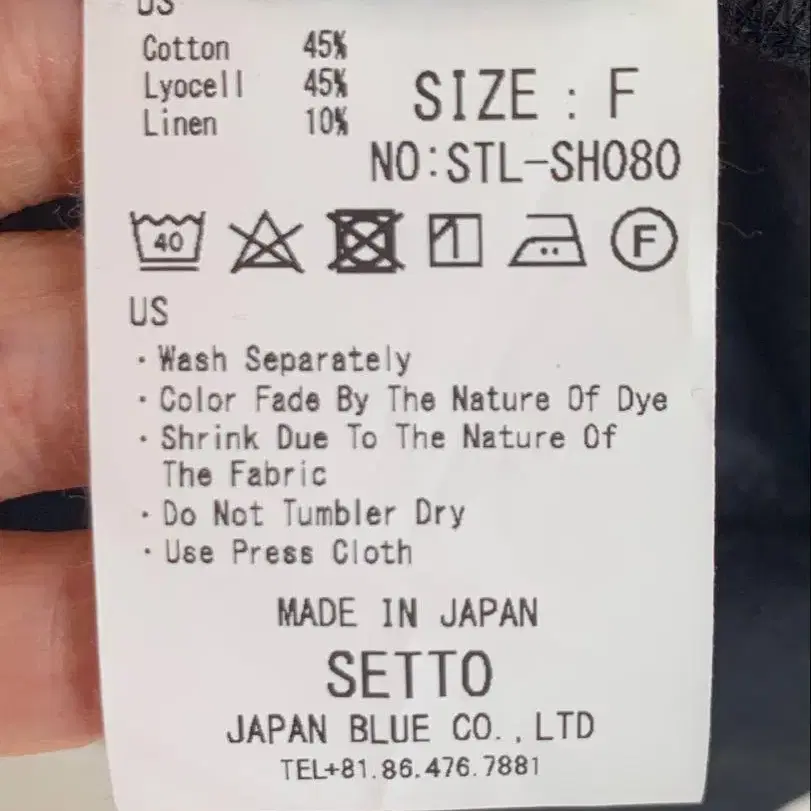 US
Cotton 45%
Lyocell 45%
Linen 10%
SIZE : F
NO:STL-SH080
40
F
US
・Wash Separately
・Color Fade By The Nature Of Dye
・Shrink Due To The Nature Of
The Fabric
・Do Not Tumbler Dry
・Use Press Cloth
MADE IN JAPAN
SETTO
JAPAN BLUE CO.,LTD
TEL+81.86.476.7881